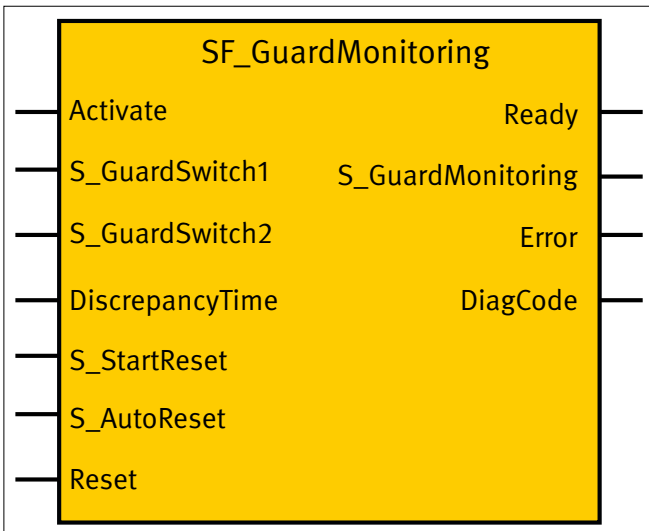 SF_GuardMonitoring
Activate
Ready
S_GuardSwitch1
S_GuardMonitoring
S_GuardSwitch2
Error
DiscrepancyTime
DiagCode
S_StartReset
S_AutoReset
Reset